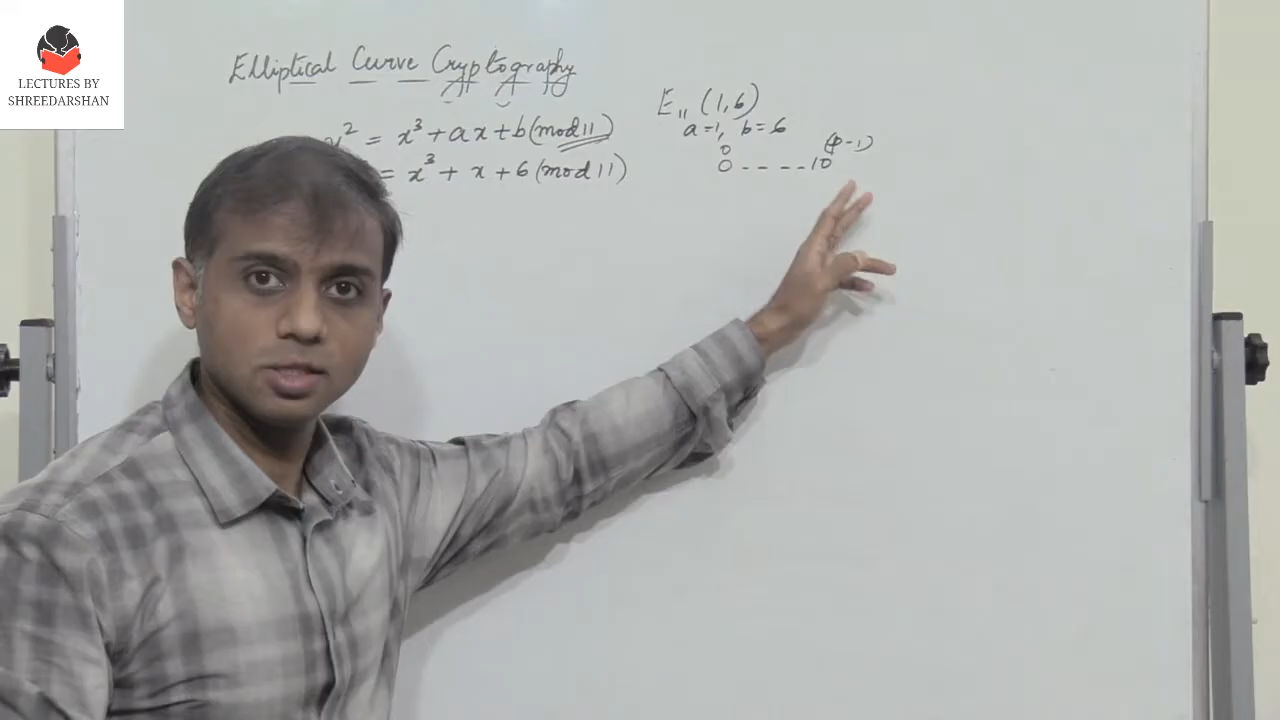 LECTURES BY
SHREEDARSHAN
Elliptical Curve Cryptography
² = x³ + ax + b (mod 11)
= x³ + x + 6 (mod 11)
E₁₁ (1, 6)
a = 1, b = 6
0 (p-1)
0 - - - - 10